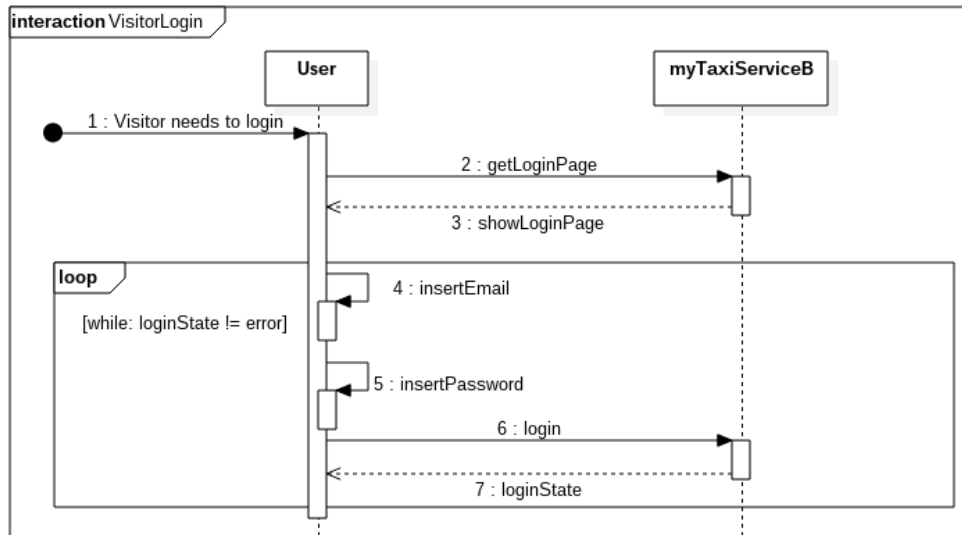 interaction VisitorLogin
User
myTaxiServiceB
1 : Visitor needs to login
2 : getLoginPage
3 : showLoginPage
loop
4 : insertEmail
[while: loginState != error]
5 : insertPassword
6 : login
7 : loginState